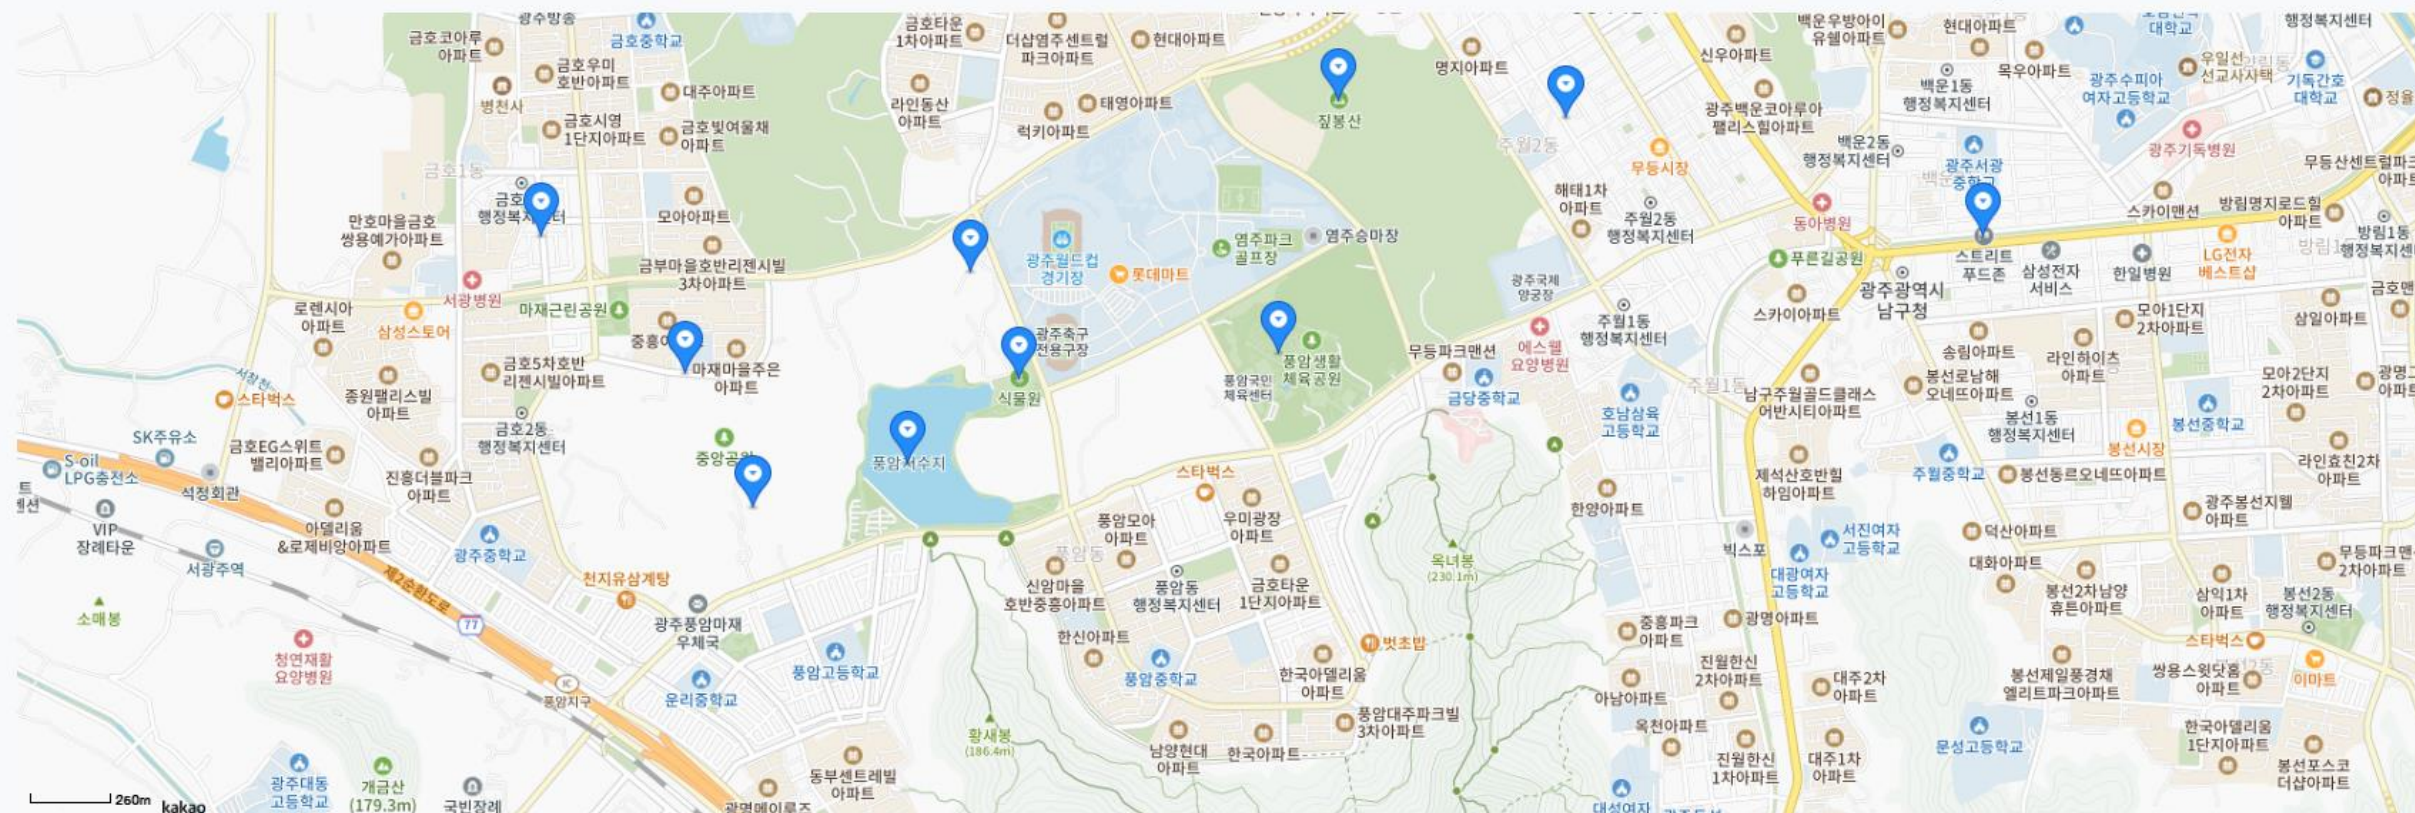 광주방송
금호중학교
금호코아루
아파트
금호우미
호반아파트
병천사
대주아파트
금호시영
1단지아파트
금호빛여울채
아파트
금호타운
1차아파트
더샵염주센트럴
파크아파트
현대아파트
라인동산
아파트
태영아파트
럭키아파트
짚봉산
명지아파트
주월2동
신우아파트
광주백운코아루아
팰리스힐아파트
무등시장
백운우방아이
유쉘아파트
현대아파트
목우아파트
백운1동
행정복지센터
대학교
광주수피아
여자고등학교
우일선
선교사사택
행정복지센터
기독간호
대학교
광주기독병원
백운2동
행정복지센터
광주서광
중학교
무등산센트럴파크
아파트
금호1동
행정복지센터
만호마을금호
쌍용예가아파트
모아아파트
금부마을호반리젠시빌
3차아파트
서광병원
마재근린공원
로렌시아
아파트
삼성스토어
금호5차호반
리젠시빌아파트
마재마을주은
아파트
종원팰리스빌
아파트
서창천
스타벅스
광주월드컵
경기장
롯데마트
염주파크
골프장
염주승마장
광주축구
전용구장
식물원
풍암생활
체육공원
풍암국민
체육센터
해태1차
아파트
주월2동
행정복지센터
광주국제
양궁장
에스웰
요양병원
주월1동
행정복지센터
무등파크맨션
금당중학교
호남삼육
고등학교
주월1동
동아병원
푸른길공원
스카이아파트
광주광역시
남구청
스트리트
푸드존
삼성전자
서비스
한일병원
스카이맨션
방림명지로드힐
아파트
LG전자
베스트샵
방림1동
행정복지센
모아1단지
2차아파트
삼일아파트
송림아파트
라인하이츠
아파트
남구주월골드클래스
어반시티아파트
봉선로남해
오네뜨아파트
봉선1동
행정복지센터
모아2단지
2차아파트
봉선중학교
봉선시장
SK주유소
S-oil
LPG충전소
석정회관
금호EG스위트
밸리아파트
금호2동
행정복지센터
진흥더블파크
아파트
중앙공원
풍암저수지
스타벅스
우미광장
아파트
풍암모아
아파트
풍암동
한양아파트
제석산호반힐
하임아파트
주월중학교
봉선동르오네뜨아파트
라인효친2차
아파트
광주봉선지웰
아파트
VIP
장례타운
서광주역
아델리움
&로제비앙아파트
광주중학교
제2순환도로
77
천지유삼계탕
광주풍암마재
우체국
신암마을
호반중흥아파트
풍암동
행정복지센터
금호타운
1단지아파트
옥녀봉
(230.1m)
빅스포
서진여자
고등학교
대광여자
고등학교
덕산아파트
대화아파트
봉선2차남양
휴튼아파트
삼익1차
아파트
봉선2동
행정복지센터
무등파크맨션
2차아파트
소매봉
청연재활
요양병원
풍암지구
IC
운리중학교
풍암고등학교
한신아파트
풍암중학교
한국아델리움
아파트
벗초밥
중흥파크
아파트
광명아파트
아남아파트
진월한신
2차아파트
대주2차
아파트
스타벅스
이마트
봉선제일풍경채
엘리트파크아파트
쌍용스윗닷홈
아파트
황새봉
(186.4m)
풍암대주파크빌
3차아파트
남양현대
아파트
한국아파트
옥천아파트
진월한신
1차아파트
대주1차
아파트
문성고등학교
한국아델리움
1단지아파트
봉선포스코
더샵아파트
광주대동
고등학교
개금산
(179.3m)
국빈장례
동부센트레빌
아파트
광명메이루즈
대성여자
260m
kakao